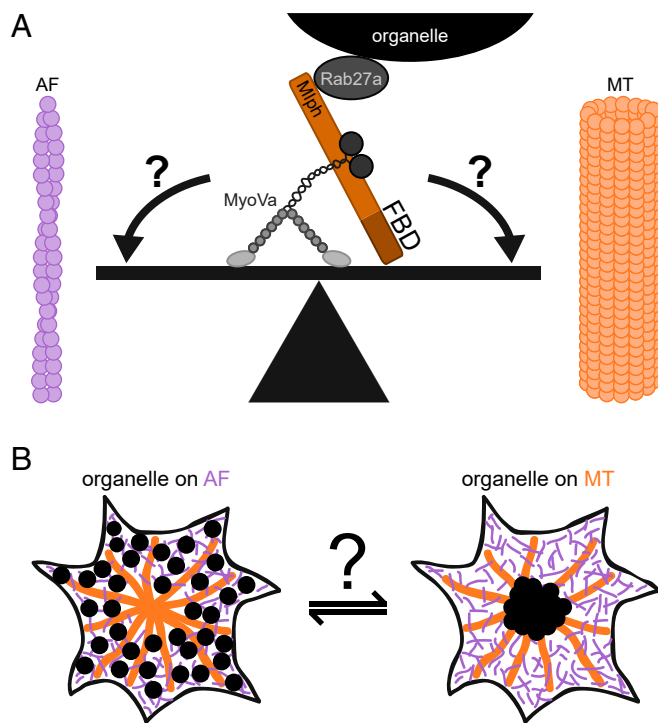 A
organelle
Rab27a
AF
MT
Mlph
?
?
MyoVa
FBD
B
organelle on AF
organelle on MT
?